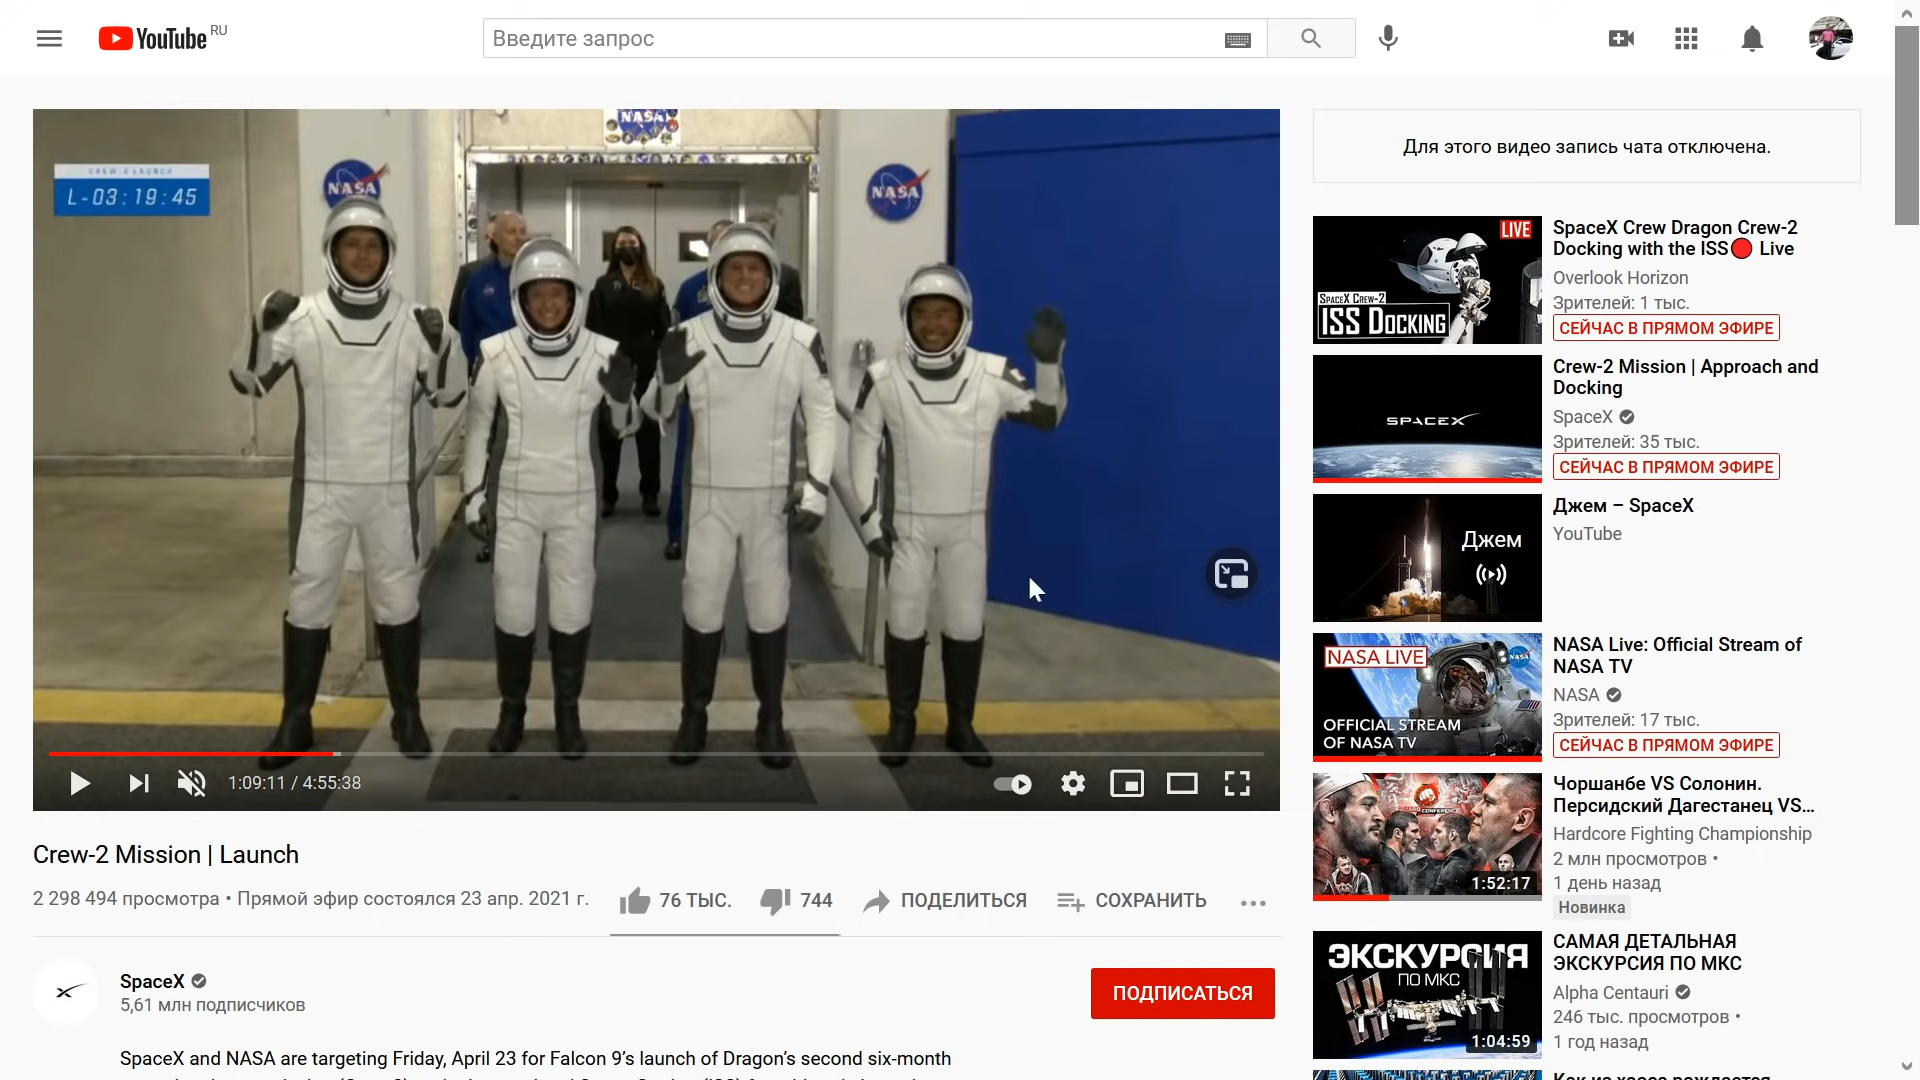 YouTube RU
Введите запрос
NASA
CREW-2 LAUNCH
L-03:19:45
NASA
NASA
1:09:11 / 4:55:38
Crew-2 Mission | Launch
2 298 494 просмотра • Прямой эфир состоялся 23 апр. 2021 г.
76 ТЫС.
744
ПОДЕЛИТЬСЯ
СОХРАНИТЬ
SpaceX
5,61 млн подписчиков
ПОДПИСАТЬСЯ
SpaceX and NASA are targeting Friday, April 23 for Falcon 9’s launch of Dragon’s second six-month
Для этого видео запись чата отключена.
LIVE
SPACEX CREW-2
ISS DOCKING
SpaceX Crew Dragon Crew-2
Docking with the ISS🔴 Live
Overlook Horizon
Зрителей: 1 тыс.
СЕЙЧАС В ПРЯМОМ ЭФИРЕ
SPACEX
Crew-2 Mission | Approach and
Docking
SpaceX
Зрителей: 35 тыс.
СЕЙЧАС В ПРЯМОМ ЭФИРЕ
Джем
Джем – SpaceX
YouTube
NASA LIVE
NASA
OFFICIAL STREAM
OF NASA TV
NASA Live: Official Stream of
NASA TV
NASA
Зрителей: 17 тыс.
СЕЙЧАС В ПРЯМОМ ЭФИРЕ
1:52:17
Чоршанбе VS Солонин.
Персидский Дагестанец VS...
Hardcore Fighting Championship
2 млн просмотров •
1 день назад
Новинка
ЭКСКУРСИЯ
ПО МКС
1:04:59
САМАЯ ДЕТАЛЬНАЯ
ЭКСКУРСИЯ ПО МКС
Alpha Centauri
246 тыс. просмотров •
1 год назад